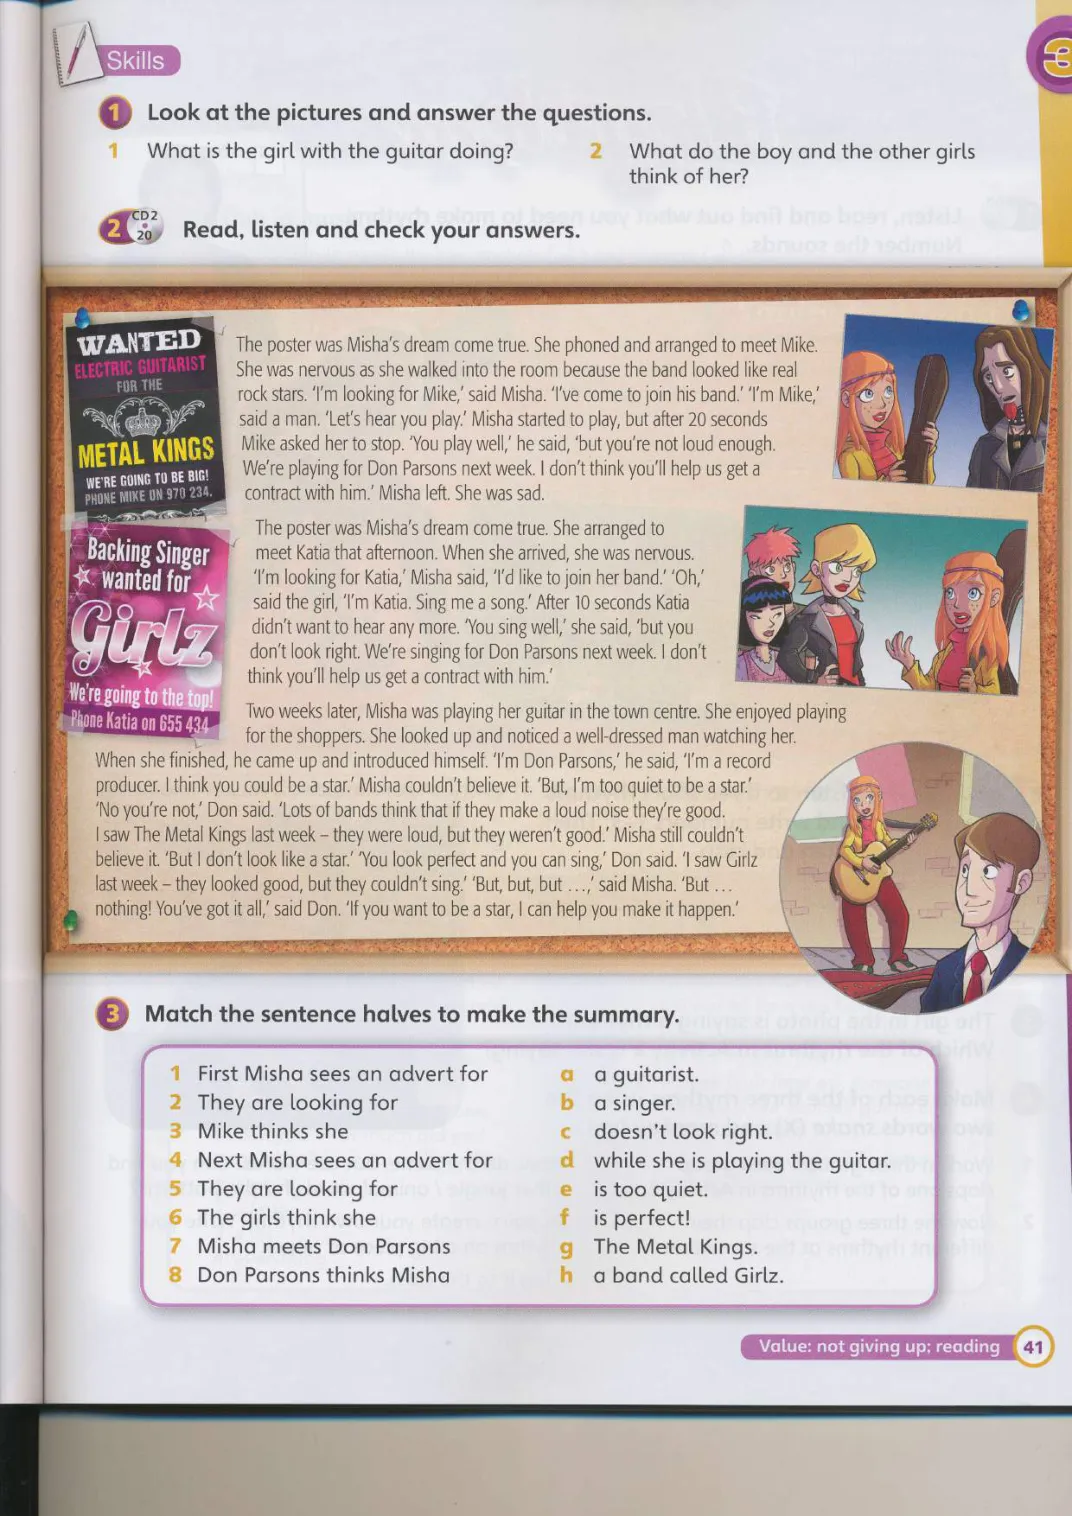 Skills
3
1 Look at the pictures and answer the questions.
1 What is the girl with the guitar doing?
2 What do the boy and the other girls
think of her?
2 CD2 20 Read, listen and check your answers.
WANTED
ELECTRIC GUITARIST
FOR THE
METAL KINGS
WE'RE GOING TO BE BIG!
PHONE MIKE ON 970 234.
The poster was Misha's dream come true. She phoned and arranged to meet Mike.
She was nervous as she walked into the room because the band looked like real
rock stars. 'I'm looking for Mike,' said Misha. 'I've come to join his band.' 'I'm Mike,'
said a man. 'Let's hear you play.' Misha started to play, but after 20 seconds
Mike asked her to stop. 'You play well,' he said, 'but you're not loud enough.
We're playing for Don Parsons next week. I don't think you'll help us get a
contract with him.' Misha left. She was sad.
Backing Singer
wanted for
Girlz
We're going to the top!
Phone Katia on 655 434
The poster was Misha's dream come true. She arranged to
meet Katia that afternoon. When she arrived, she was nervous.
'I'm looking for Katia,' Misha said, 'I'd like to join her band.' 'Oh,'
said the girl, 'I'm Katia. Sing me a song.' After 10 seconds Katia
didn't want to hear any more. 'You sing well,' she said, 'but you
don't look right. We're singing for Don Parsons next week. I don't
think you'll help us get a contract with him.'
Two weeks later, Misha was playing her guitar in the town centre. She enjoyed playing
for the shoppers. She looked up and noticed a well-dressed man watching her.
When she finished, he came up and introduced himself. 'I'm Don Parsons,' he said, 'I'm a record
producer. I think you could be a star.' Misha couldn't believe it. 'But, I'm too quiet to be a star.'
'No you're not,' Don said. 'Lots of bands think that if they make a loud noise they're good.
I saw The Metal Kings last week – they were loud, but they weren't good.' Misha still couldn't
believe it. 'But I don't look like a star.' 'You look perfect and you can sing,' Don said. 'I saw Girlz
last week – they looked good, but they couldn't sing.' 'But, but, but ...,' said Misha. 'But ...
nothing! You've got it all,' said Don. 'If you want to be a star, I can help you make it happen.'
3 Match the sentence halves to make the summary.
1 First Misha sees an advert for
2 They are looking for
3 Mike thinks she
4 Next Misha sees an advert for
5 They are looking for
6 The girls think she
7 Misha meets Don Parsons
8 Don Parsons thinks Misha
a a guitarist.
b a singer.
c doesn't look right.
d while she is playing the guitar.
e is too quiet.
f is perfect!
g The Metal Kings.
h a band called Girlz.
Value: not giving up; reading 41